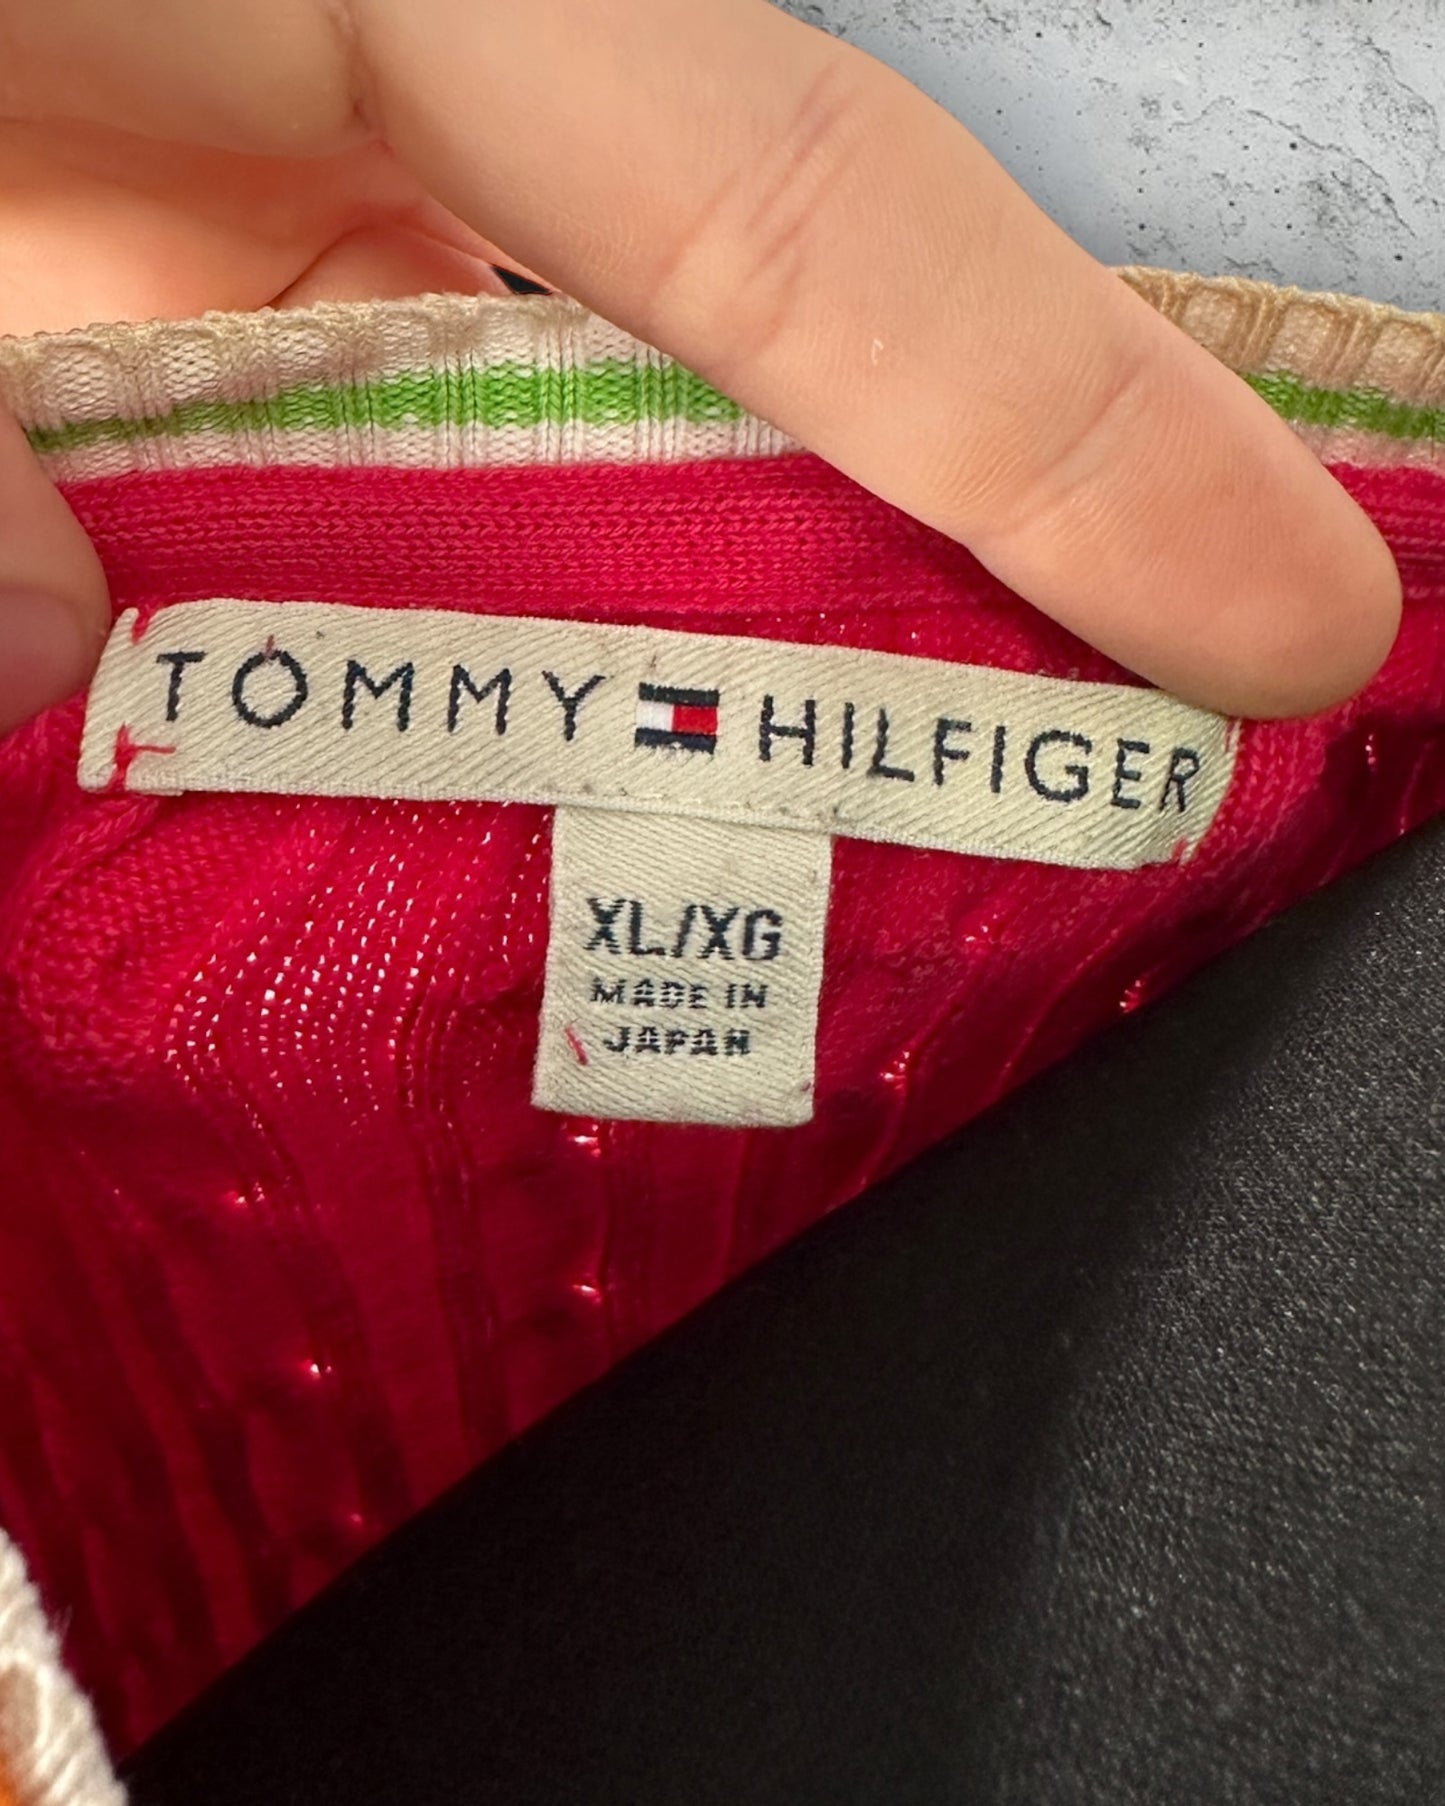 TOMMY HILFIGER
XL/XG
MADE IN
JAPAN